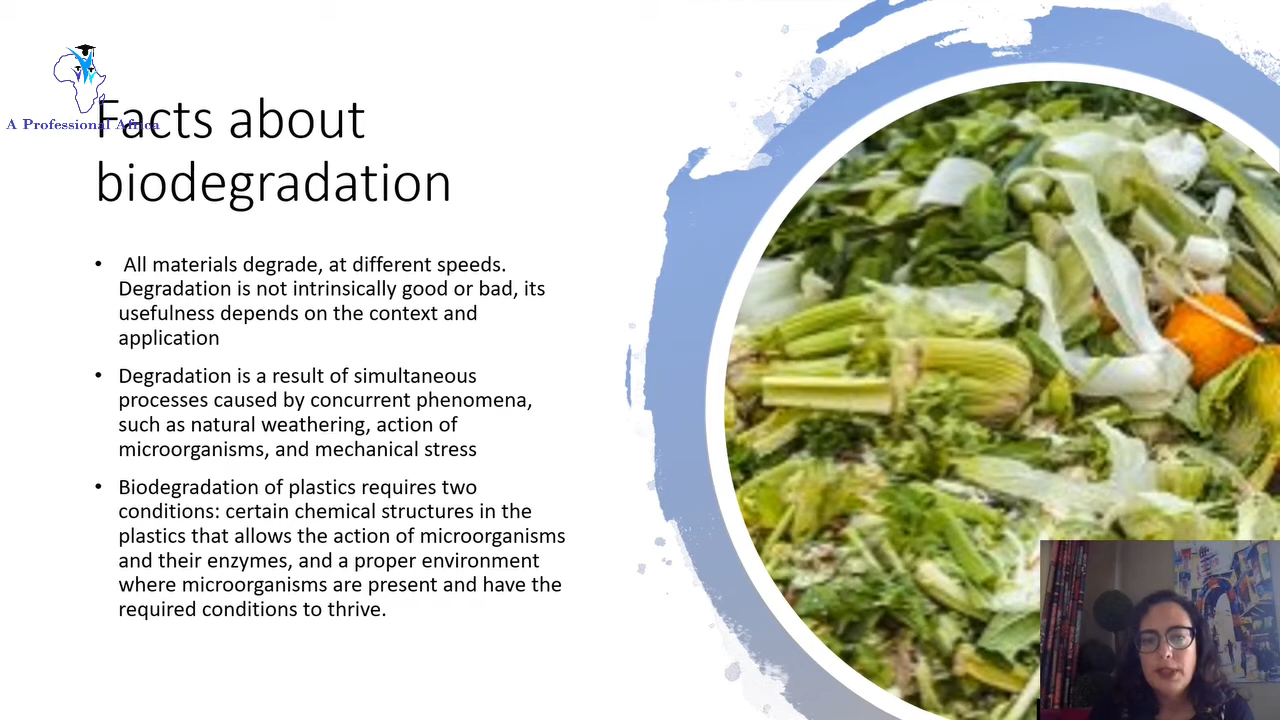 A Professional Africa
Facts about
biodegradation
• All materials degrade, at different speeds.
Degradation is not intrinsically good or bad, its
usefulness depends on the context and
application
• Degradation is a result of simultaneous
processes caused by concurrent phenomena,
such as natural weathering, action of
microorganisms, and mechanical stress
• Biodegradation of plastics requires two
conditions: certain chemical structures in the
plastics that allows the action of microorganisms
and their enzymes, and a proper environment
where microorganisms are present and have the
required conditions to thrive.